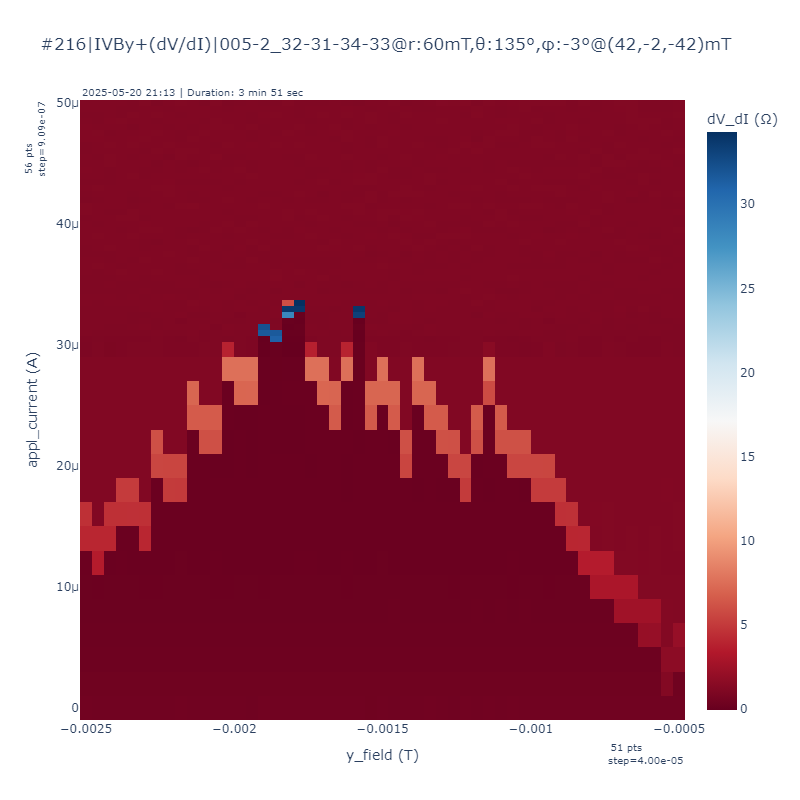 #216|IVBy+(dV/dI)|005-2_32-31-34-33@r:60mT,θ:135º,φ:-3º@(42,-2,-42)mT
2025-05-20 21:13 | Duration: 3 min 51 sec
56 pts
step=9.09e-07
dV_dI (Ω)
50μ
40μ
30μ
20μ
10μ
0
appl_current (A)
30
25
20
15
10
5
0
−0.0025
−0.002
−0.0015
−0.001
−0.0005
y_field (T)
51 pts
step=4.00e-05